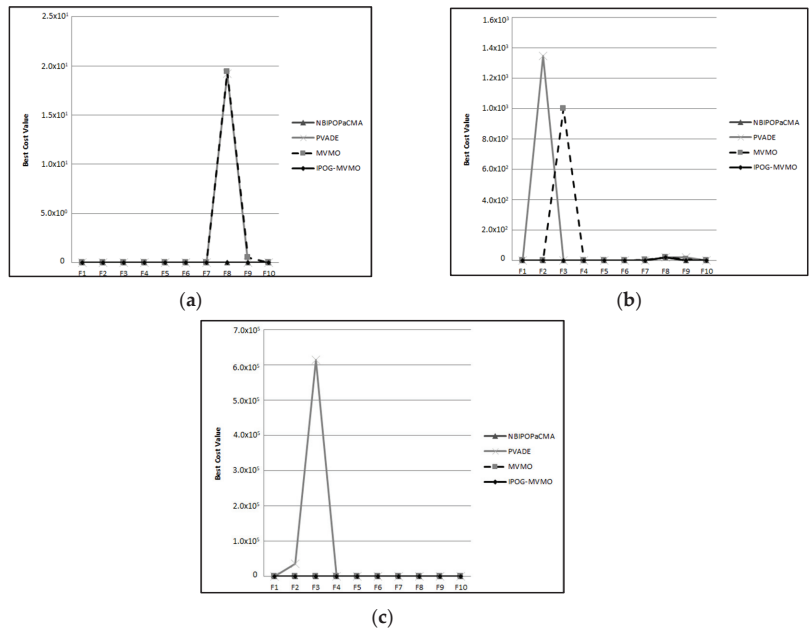 2.5x10¹
2.0x10¹
1.5x10¹
1.0x10¹
5.0x10⁰
0
Best Cost Value
F1 F2 F3 F4 F5 F6 F7 F8 F9 F10
NBIPOPaCMA
PVADE
MVMO
IPOG-MVMO
(a)
1.6x10³
1.4x10³
1.2x10³
1.0x10³
8.0x10²
6.0x10²
4.0x10²
2.0x10²
0
Best Cost Value
F1 F2 F3 F4 F5 F6 F7 F8 F9 F10
NBIPOPaCMA
PVADE
MVMO
IPOG-MVMO
(b)
7.0x10⁵
6.0x10⁵
5.0x10⁵
4.0x10⁵
3.0x10⁵
2.0x10⁵
1.0x10⁵
0
Best Cost Value
F1 F2 F3 F4 F5 F6 F7 F8 F9 F10
NBIPOPaCMA
PVADE
MVMO
IPOG-MVMO
(c)